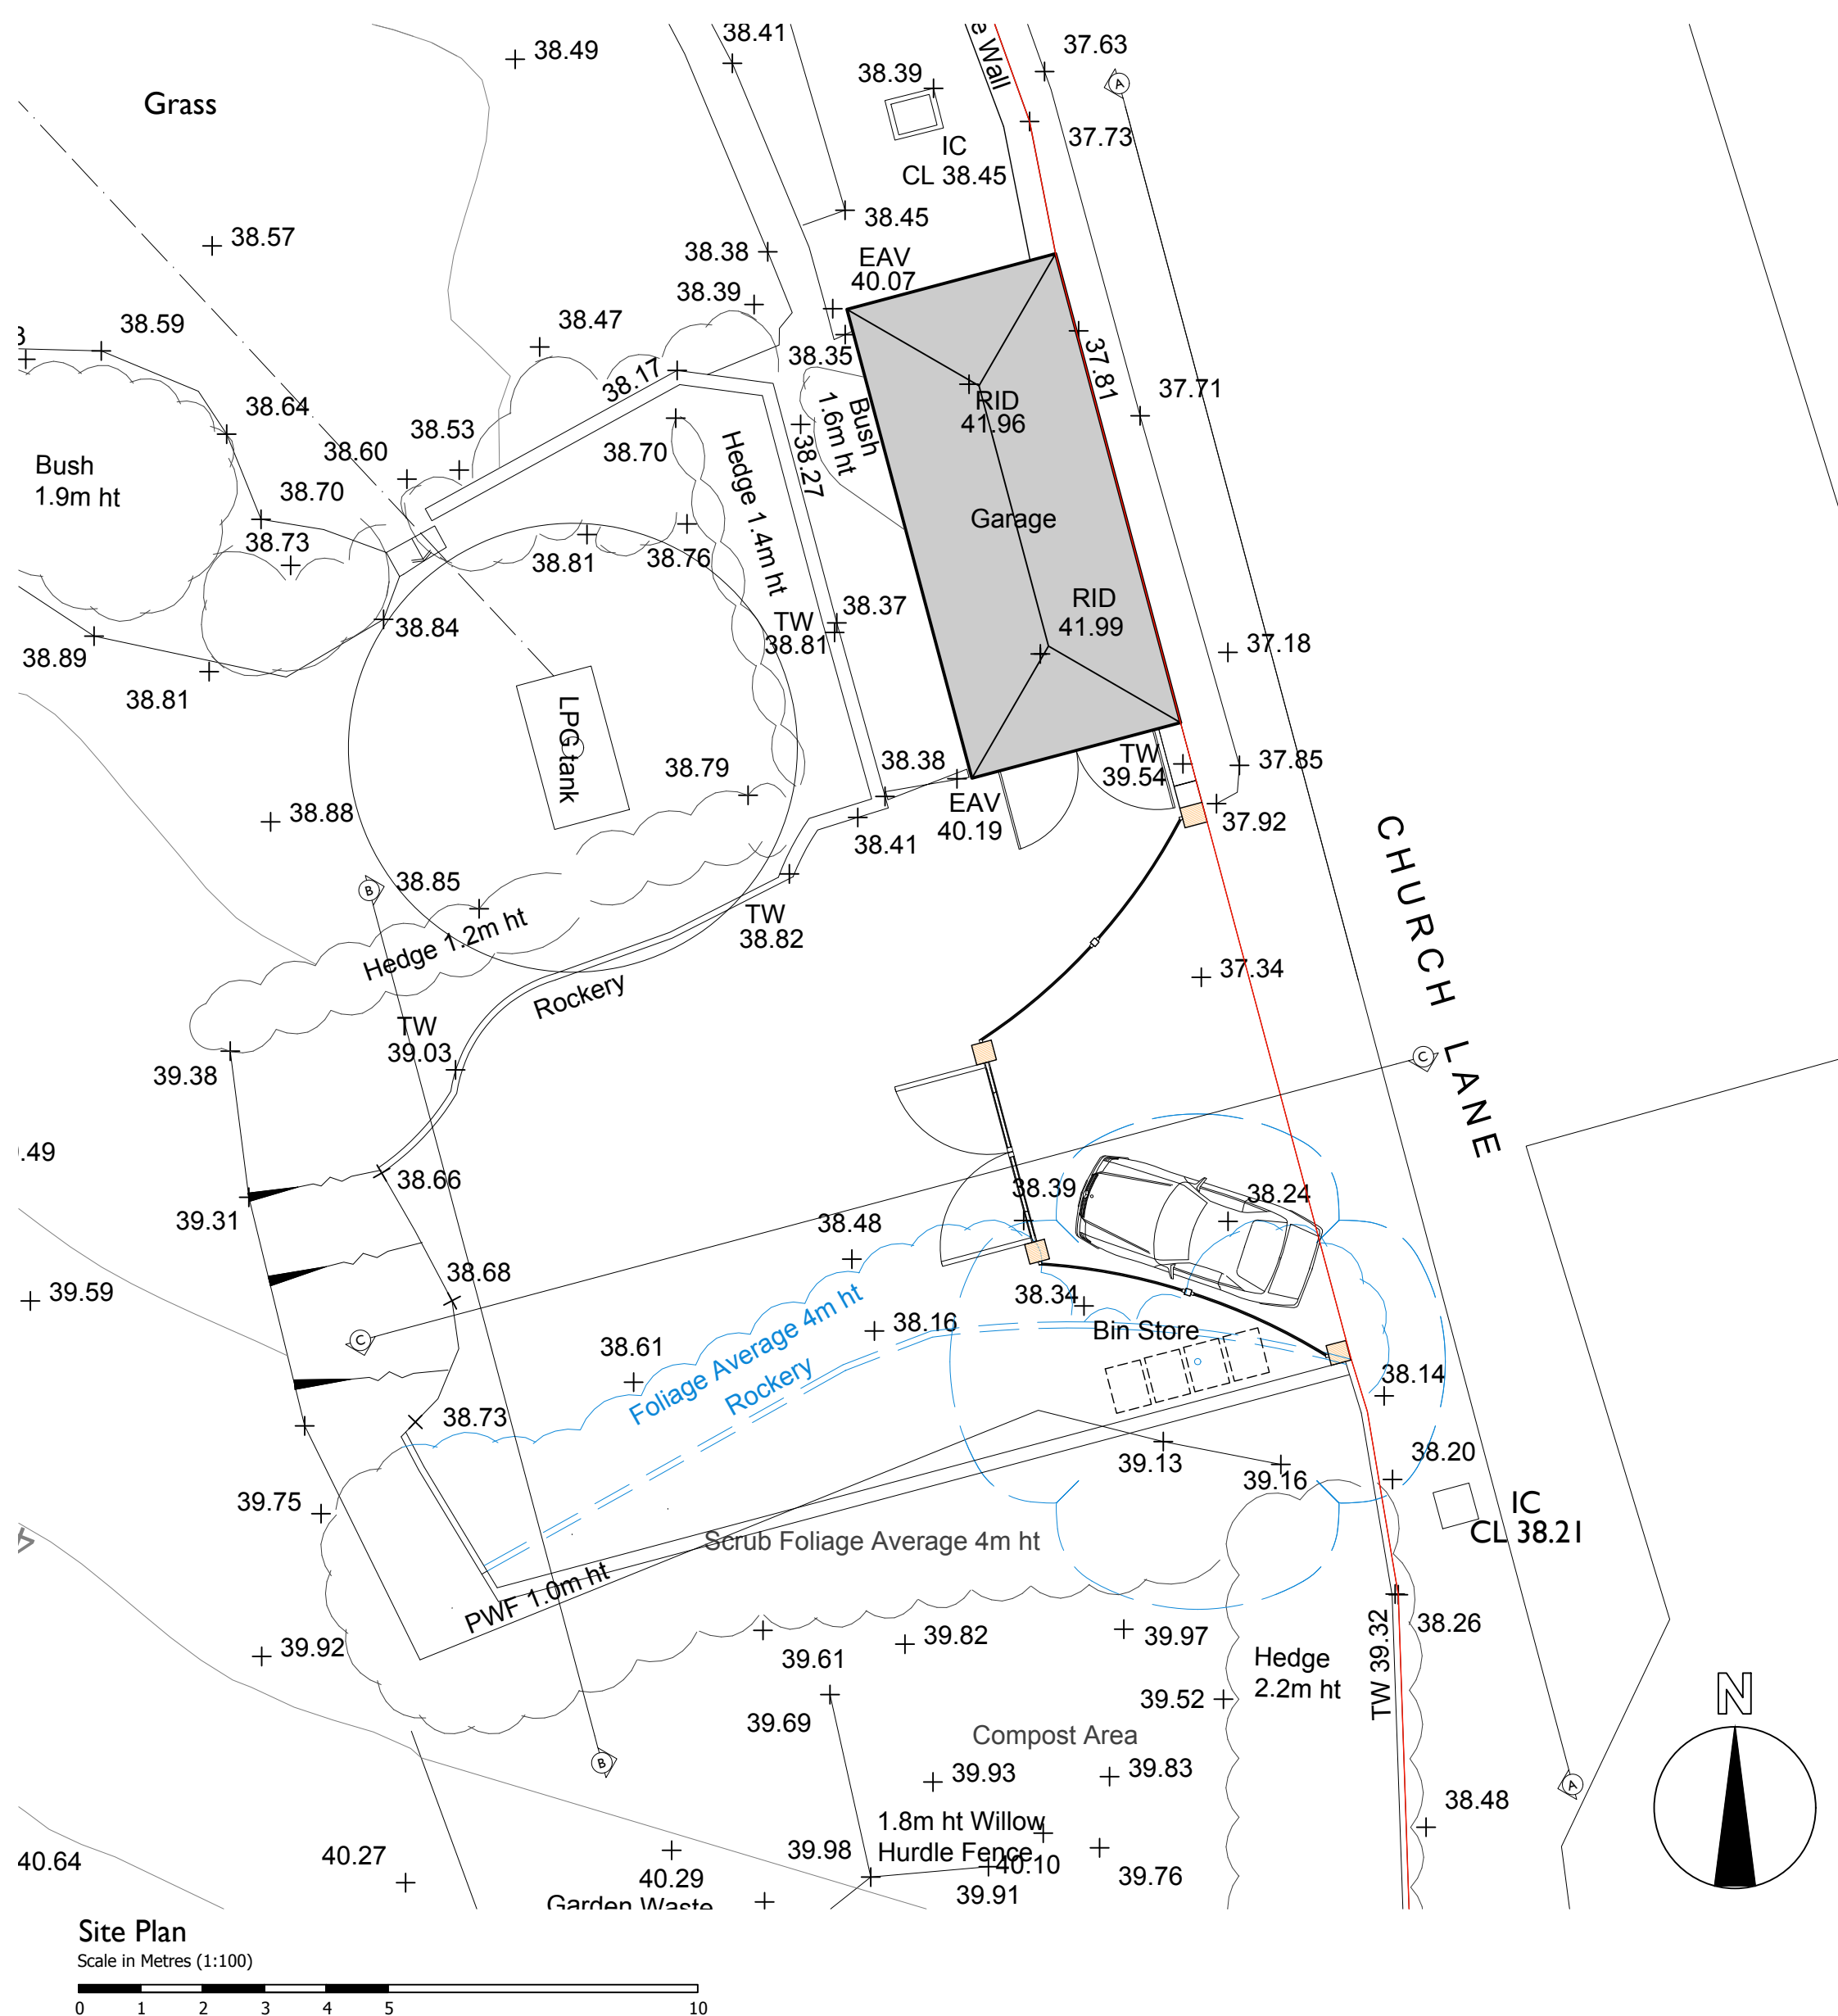 38.41
38.49
37.63
38.39
Grass
e Wall
A
37.73
IC
CL 38.45
38.45
38.57
38.38
EAV
40.07
38.39
38.47
38.59
38.35
38.17
37.81
37.71
RID
41.96
38.64
Bush
1.6m ht
38.53
38.60
38.70
38.27
Hedge 1.4m ht
Bush
1.9m ht
38.70
Garage
38.73
38.81
38.76
RID
41.99
38.37
TW
38.81
38.84
37.18
38.89
38.81
LPG tank
38.79
38.38
TW
39.54
37.85
EAV
40.19
37.92
38.88
38.41
CHURCH LANE
B
38.85
TW
38.82
Hedge 1.2m ht
37.34
Rockery
TW
39.03
C
39.38
.49
38.66
38.39
38.24
39.31
38.48
38.68
39.59
38.34
38.16
Bin Store
C
38.61
Foliage Average 4m ht
Rockery
38.14
38.73
38.20
39.13
39.16
39.75
IC
CL 38.21
Scrub Foliage Average 4m ht
PWF 1.0m ht
39.92
39.61
39.82
39.97
38.26
TW 39.32
Hedge
2.2m ht
39.52
N
39.69
Compost Area
B
39.93
39.83
A
38.48
1.8m ht Willow
Hurdle Fence
39.98
40.10
39.76
40.64
40.27
40.29
39.91
Garden Waste
Site Plan
Scale in Metres (1:100)
0 1 2 3 4 5 10